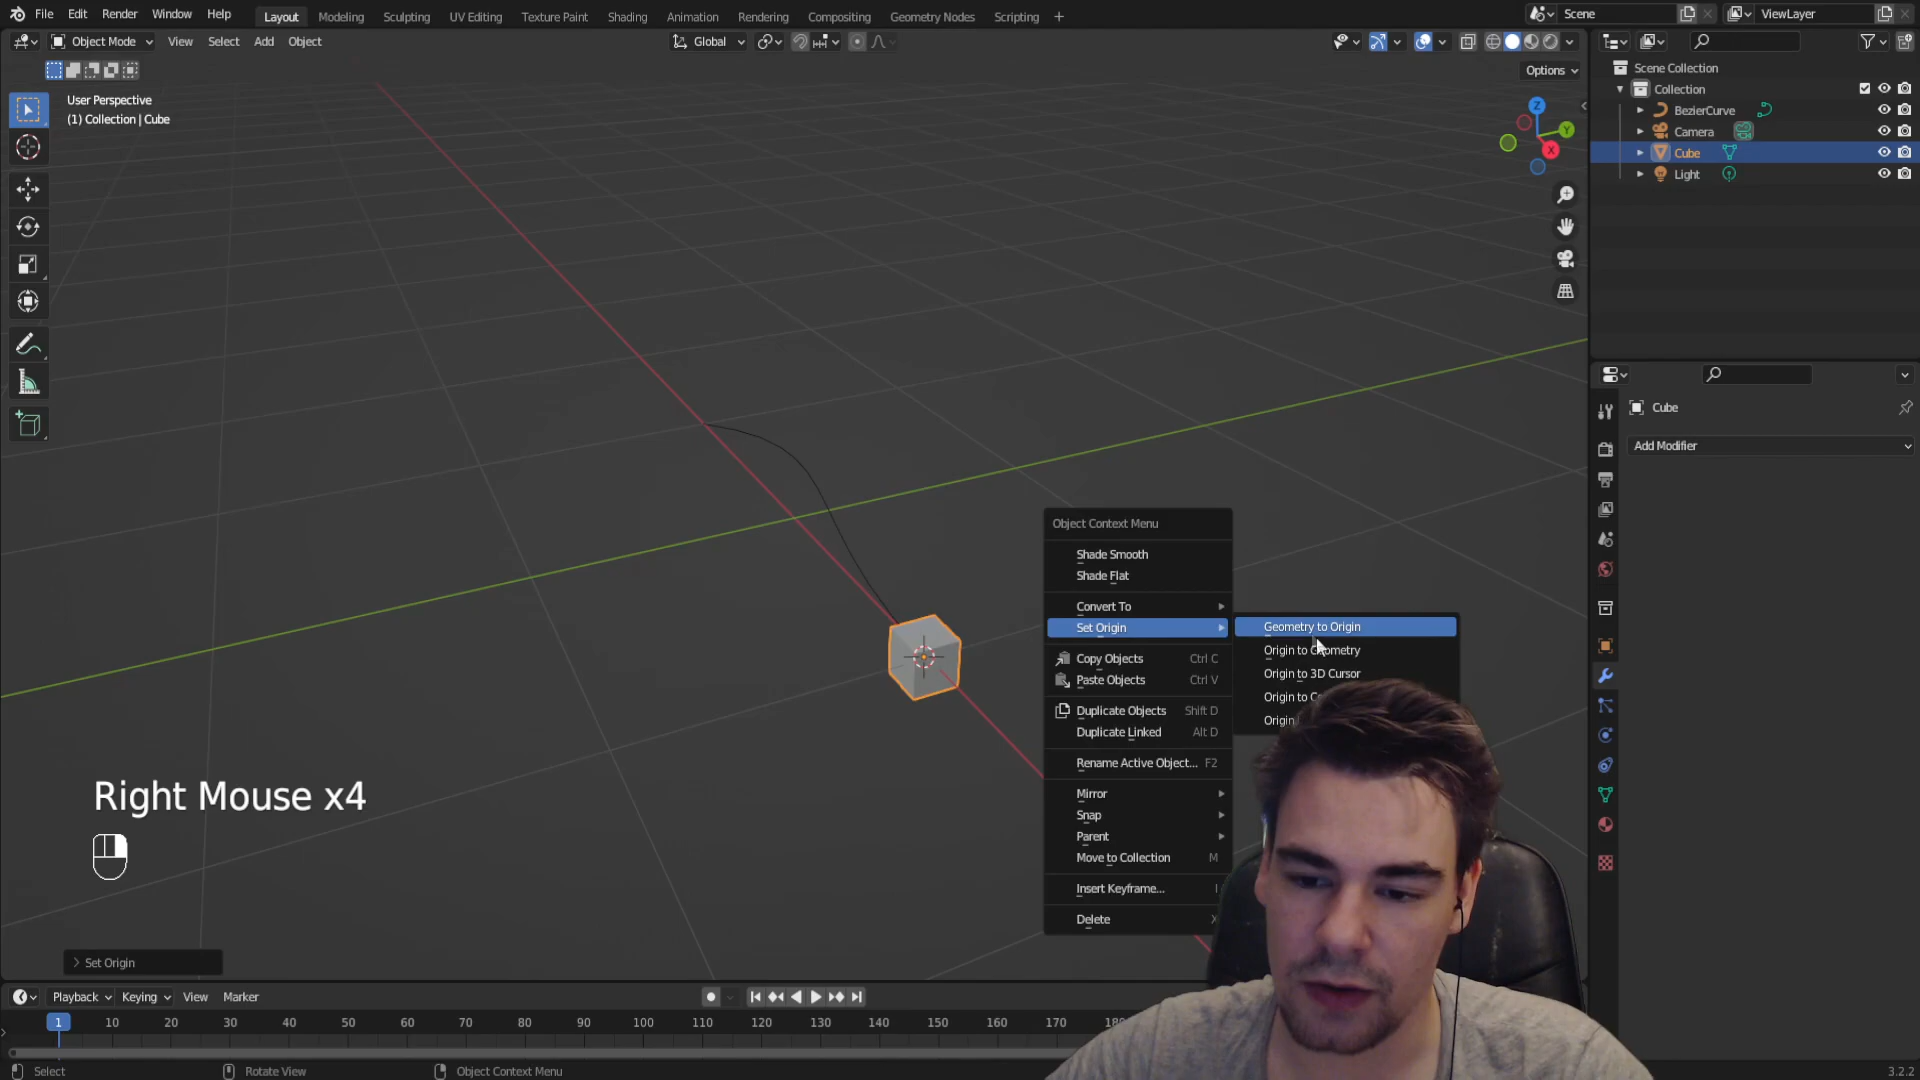 File Edit Render Window Help
Layout Modeling Sculpting UV Editing Texture Paint Shading Animation Rendering Compositing Geometry Nodes Scripting +
Scene
ViewLayer
Object Mode View Select Add Object
Global
Options
User Perspective
(1) Collection | Cube
Z
Y
X
Scene Collection
Collection
BezierCurve
Camera
Cube
Light
Cube
Add Modifier
Object Context Menu
Shade Smooth
Shade Flat
Convert To
Set Origin
Copy Objects Ctrl C
Paste Objects Ctrl V
Duplicate Objects Shift D
Duplicate Linked Alt D
Rename Active Object... F2
Mirror
Snap
Parent
Move to Collection M
Insert Keyframe... I
Delete X
Geometry to Origin
Origin to Geometry
Origin to 3D Cursor
Origin to
Origin
Right Mouse x4
Set Origin
Playback Keying View Marker
1 10 20 30 40 50 60 70 80 90 100 110 120 130 140 150 160 170
Select Rotate View Object Context Menu
3.2.2